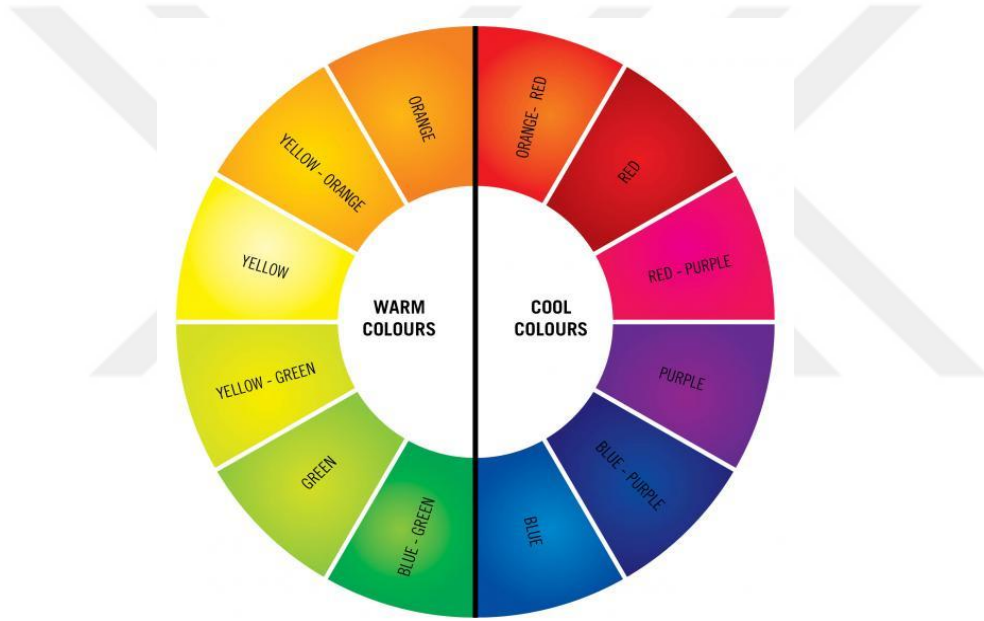 ORANGE
ORANGE- RED
YELLOW - ORANGE
RED
YELLOW
RED - PURPLE
WARM
COLOURS
COOL
COLOURS
YELLOW - GREEN
PURPLE
GREEN
BLUE - PURPLE
BLUE - GREEN
BLUE